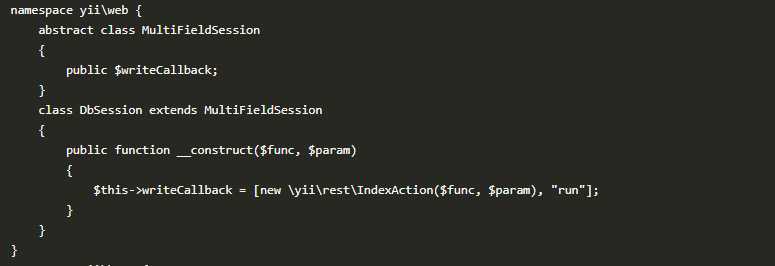 namespace yii\web {
    abstract class MultiFieldSession
    {
        public $writeCallback;
    }
    class DbSession extends MultiFieldSession
    {
        public function __construct($func, $param)
        {
            $this->writeCallback = [new \yii\rest\IndexAction($func, $param), "run"];
        }
    }
}